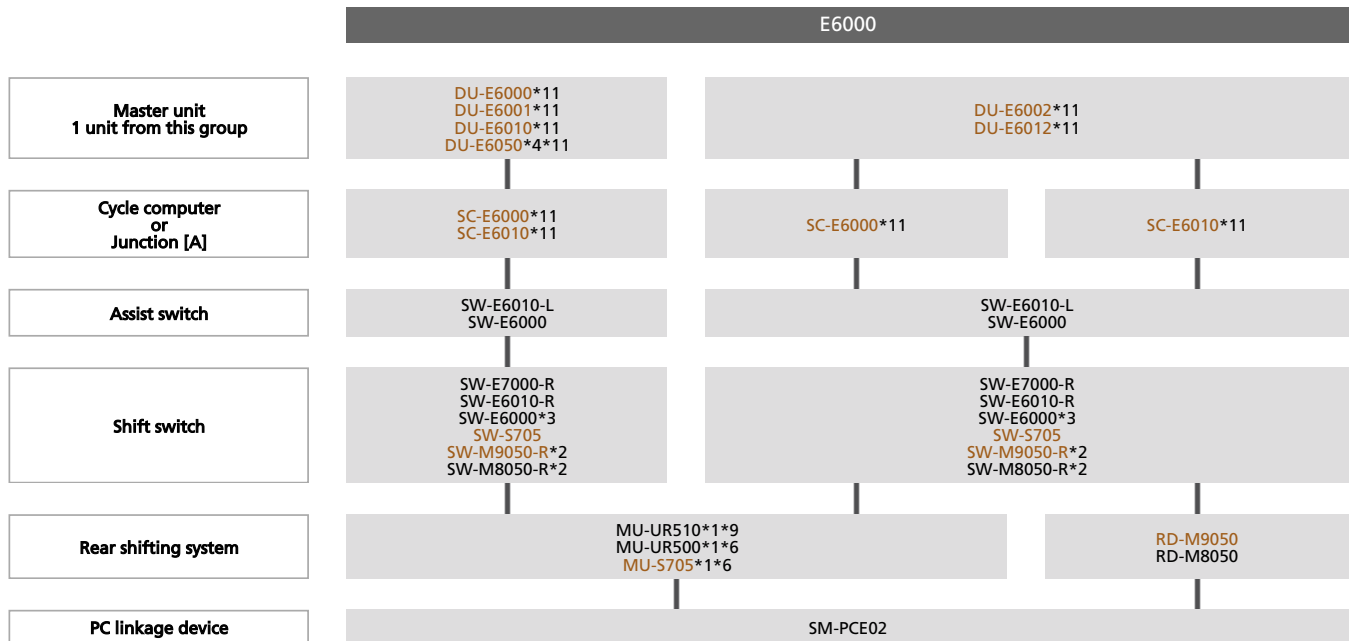 E6000
Master unit
1 unit from this group
DU-E6000*11
DU-E6001*11
DU-E6010*11
DU-E6050*4*11
DU-E6002*11
DU-E6012*11
Cycle computer
or
Junction [A]
SC-E6000*11
SC-E6010*11
SC-E6000*11
SC-E6010*11
Assist switch
SW-E6010-L
SW-E6000
SW-E6010-L
SW-E6000
Shift switch
SW-E7000-R
SW-E6010-R
SW-E6000*3
SW-S705
SW-M9050-R*2
SW-M8050-R*2
SW-E7000-R
SW-E6010-R
SW-E6000*3
SW-S705
SW-M9050-R*2
SW-M8050-R*2
Rear shifting system
MU-UR510*1*9
MU-UR500*1*6
MU-S705*1*6
RD-M9050
RD-M8050
PC linkage device
SM-PCE02